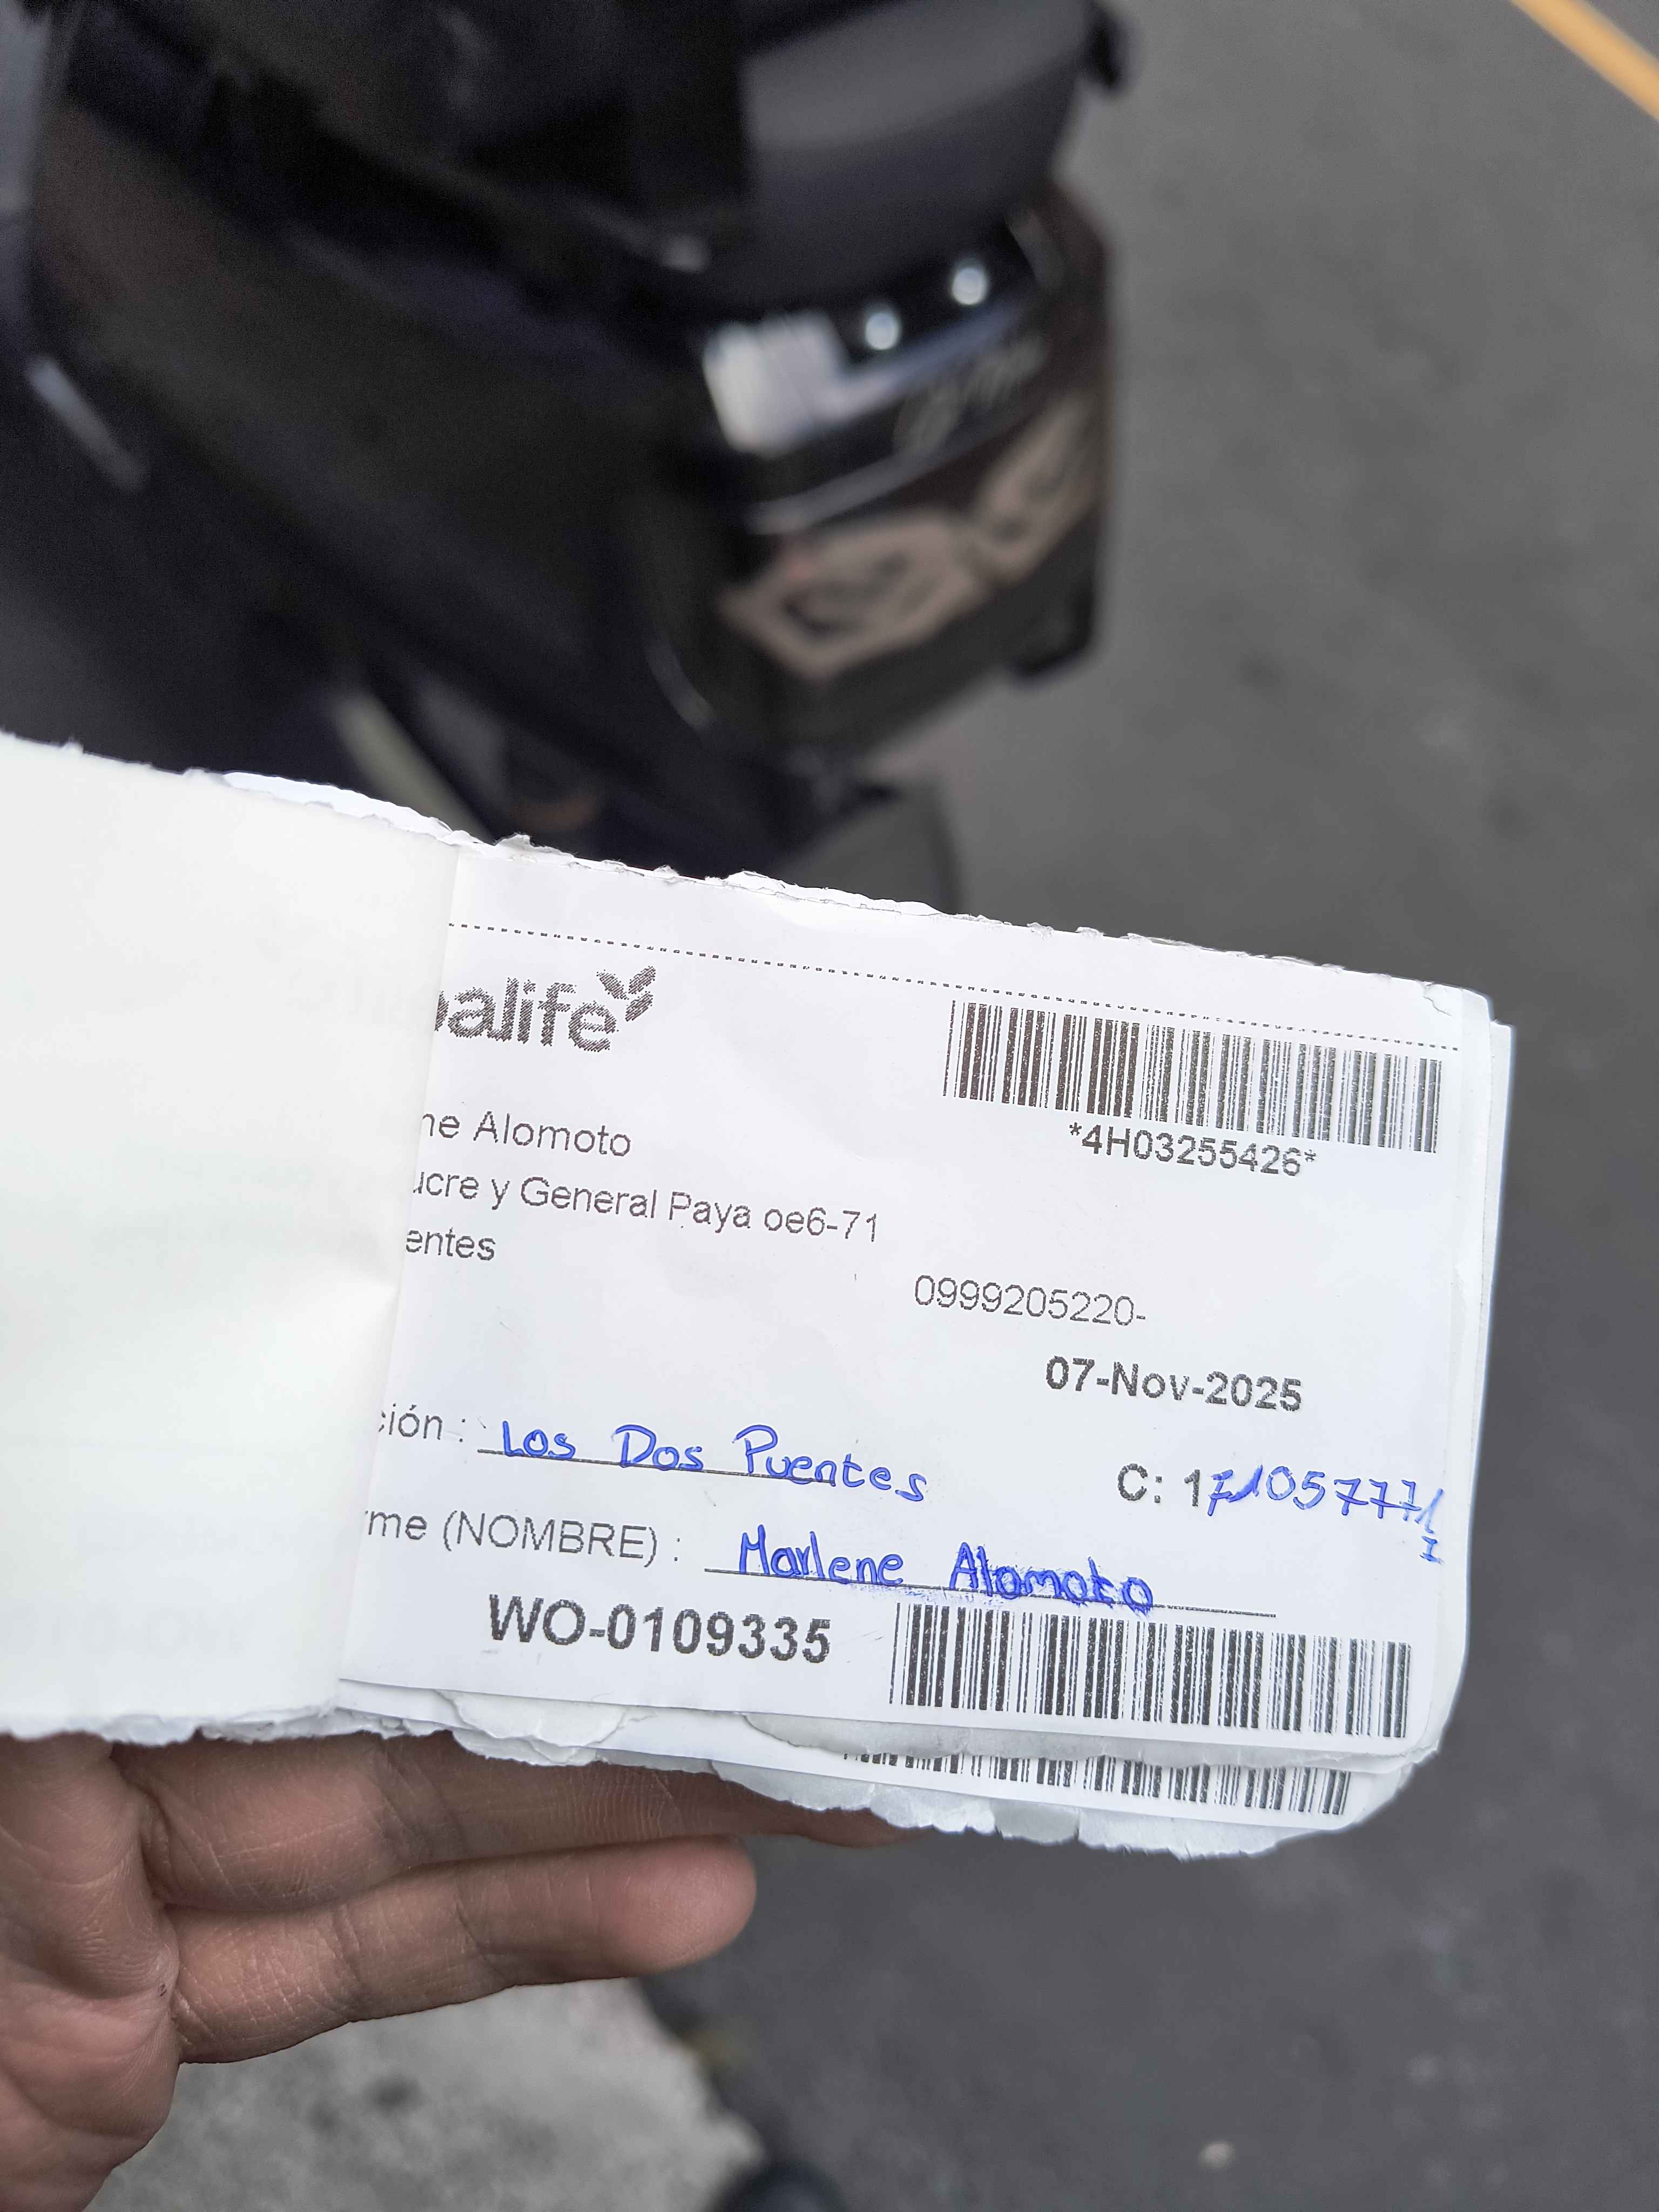 alife
ne Alomoto
*4H03255426*
ucre y General Paya oe6-71
entes
0999205220-
07-Nov-2025
ción : Los Dos Puentes
C: 171057771
rme (NOMBRE) : Marlene Alomoto
WO-0109335